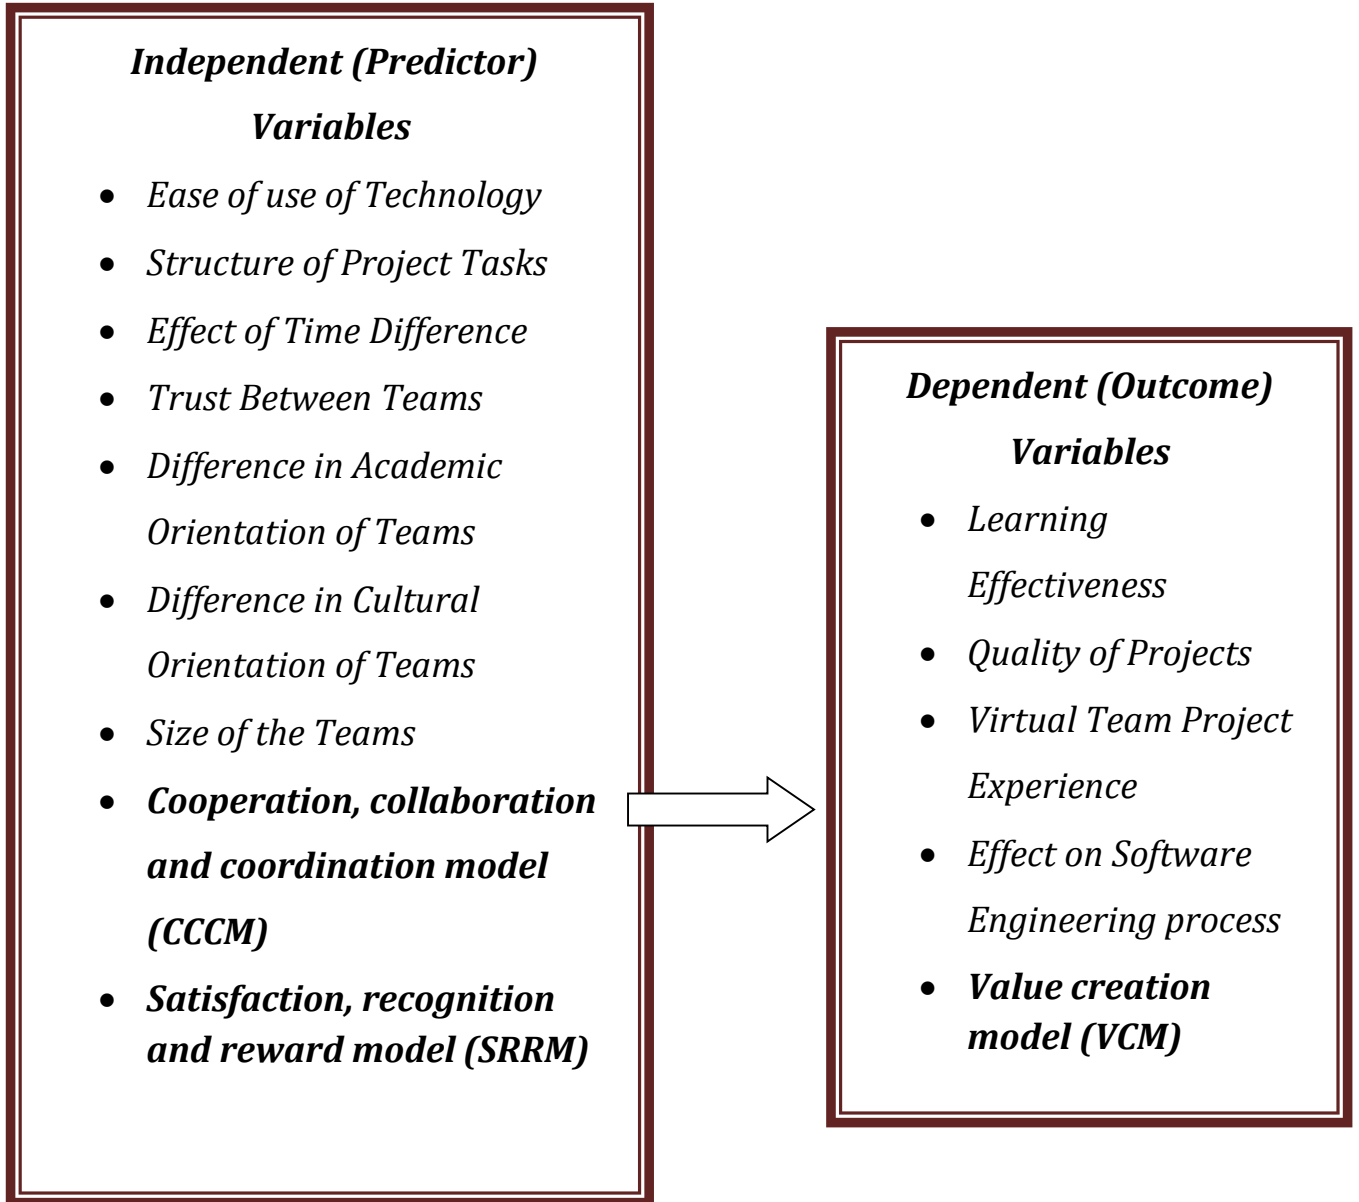 Independent (Predictor)
Variables
• Ease of use of Technology
• Structure of Project Tasks
• Effect of Time Difference
• Trust Between Teams
• Difference in Academic
Orientation of Teams
• Difference in Cultural
Orientation of Teams
• Size of the Teams
• Cooperation, collaboration
and coordination model
(CCCM)
• Satisfaction, recognition
and reward model (SRRM)
Dependent (Outcome)
Variables
• Learning
Effectiveness
• Quality of Projects
• Virtual Team Project
Experience
• Effect on Software
Engineering process
• Value creation
model (VCM)